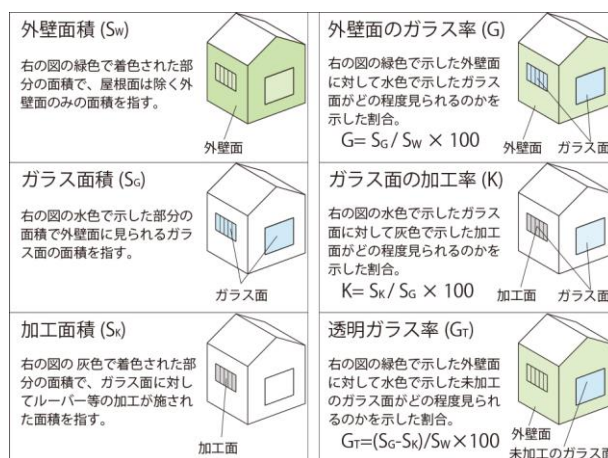 外壁面積 (Sw)
右の図の緑色で着色された部
分の面積で、屋根面は除く外
壁面のみの面積を指す。
外壁面
ガラス面積 (SG)
右の図の水色で示した部分の
面積で外壁面に見られるガラ
ス面の面積を指す。
ガラス面
加工面積 (SK)
右の図の 灰色で着色された部
分の面積で、ガラス面に対し
てルーバー等の加工が施され
た面積を指す。
加工面
外壁面のガラス率 (G)
右の図の緑色で示した外壁面
に対して水色で示したガラス
面がどの程度見られるのかを
示した割合。
G= SG / SW × 100
外壁面 ガラス面
ガラス面の加工率 (K)
右の図の水色で示したガラス
面に対して灰色で示した加工
面がどの程度見られるのかを
示した割合。
K= SK / SG × 100
加工面 ガラス面
透明ガラス率 (GT)
右の図の緑色で示した外壁面
に対して水色で示した未加工
のガラス面がどの程度見られ
るのかを示した割合。
GT=(SG-SK)/SW×100
外壁面
未加工のガラス面